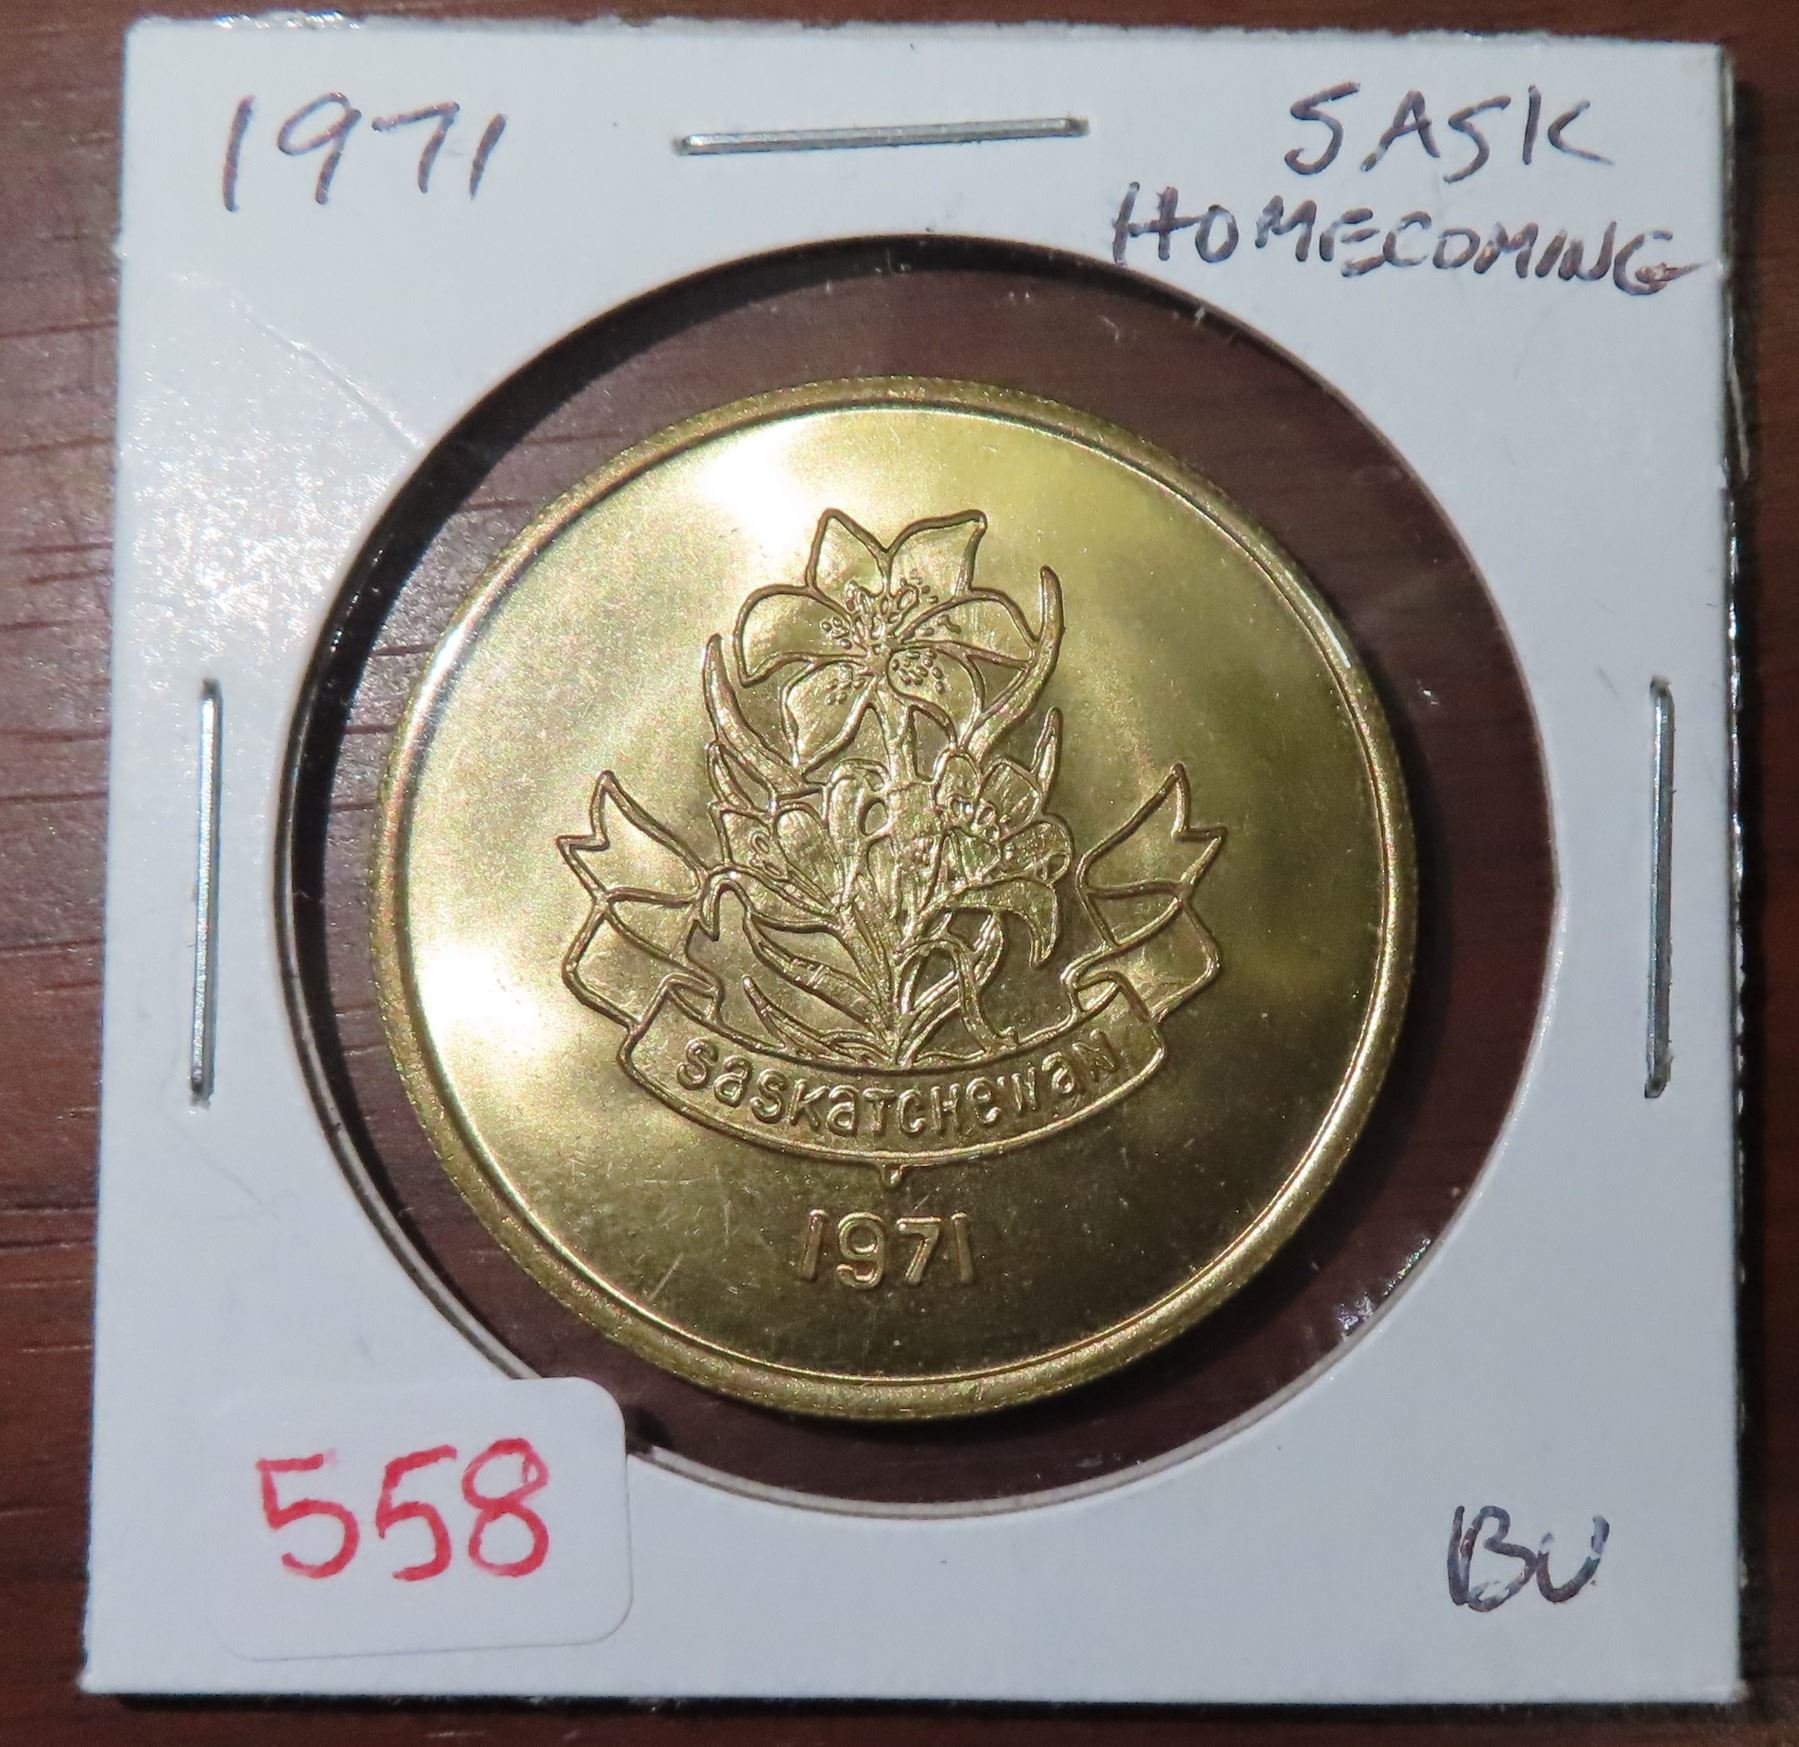 1971
SASK
HOMECOMING
SaSKaTCHeWaN
1971
558
BU